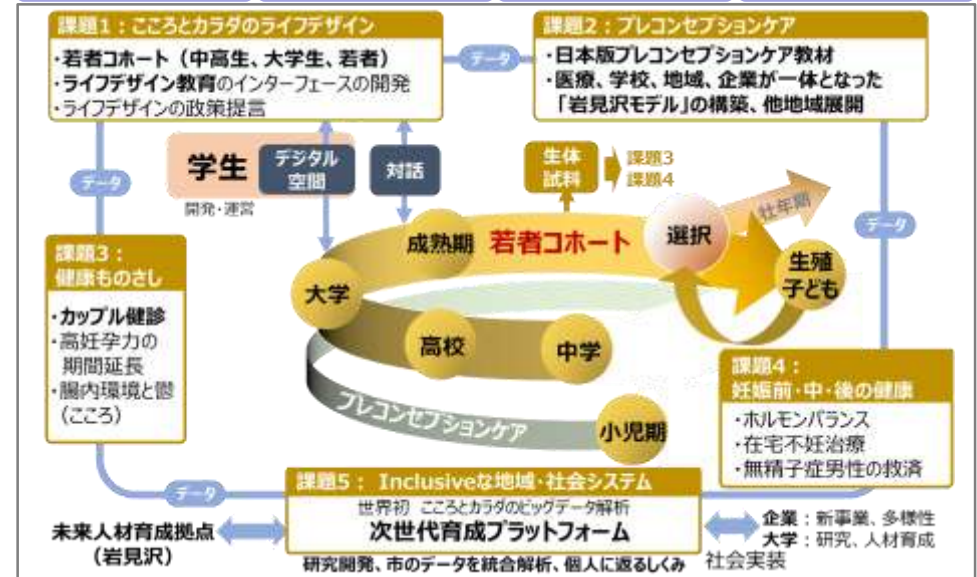 課題1：こころとカラダのライフデザイン
・若者コホート（中高生、大学生、若者）
・ライフデザイン教育のインターフェースの開発
・ライフデザインの政策提言
データ
課題2：プレコンセプションケア
・日本版プレコンセプションケア教材
・医療、学校、地域、企業が一体となった
「岩見沢モデル」の構築、他地域展開
データ
学生
デジタル
空間
開発・運営
対話
生体
試料
課題3
課題4
壮年期
データ
成熟期
若者コホート
選択
生殖
子ども
大学
高校
中学
プレコンセプションケア
小児期
課題3：
健康ものさし
・カップル健診
・高妊孕力の
期間延長
・腸内環境と鬱
（こころ）
課題4：
妊娠前・中・後の健康
・ホルモンバランス
・在宅不妊治療
・無精子症男性の救済
データ
課題5： Inclusiveな地域・社会システム
世界初 こころとカラダのビッグデータ解析
次世代育成プラットフォーム
研究開発、市のデータを統合解析、個人に返るしくみ
未来人材育成拠点
（岩見沢）
企業：新事業、多様性
大学：研究、人材育成
社会実装